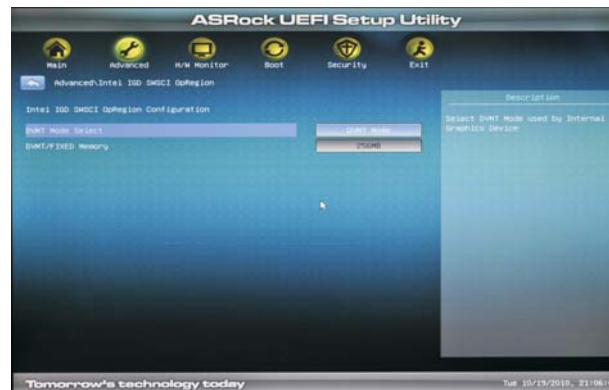 ASRock UEFI Setup Utility
Main
Advanced
H/W Monitor
Boot
Security
Exit
Advanced\Intel IGD SWSCI OpRegion
Intel IGD SWSCI OpRegion Configuration
DVMT Mode Select
DVMT Mode
DVMT/FIXED Memory
256MB
Description
Select DVMT Mode used by Internal
Graphics Device
Tomorrow's technology today
Tue 10/19/2010, 21:06: